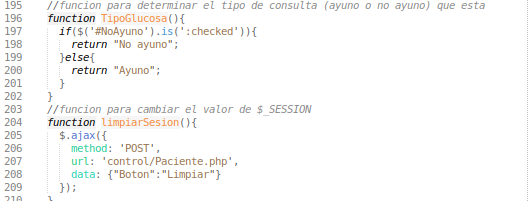 195 //funcion para determinar el tipo de consulta (ayuno o no ayuno) que esta
196 function TipoGlucosa(){
197 if($('#NoAyuno').is(':checked')){
198 return "No ayuno";
199 }else{
200 return "Ayuno";
201 }
202 }
203 //funcion para cambiar el valor de $_SESSION
204 function limpiarSesion(){
205 $.ajax({
206 method: 'POST',
207 url: 'control/Paciente.php',
208 data: {"Boton":"Limpiar"}
209 });
210 }